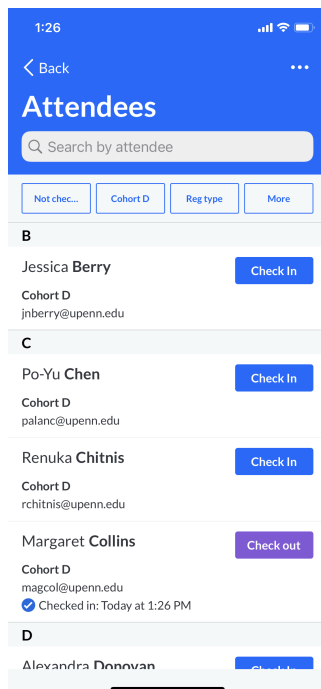 1:26
Back
Attendees
Search by attendee
Not chec... Cohort D Reg type More
B
Jessica Berry Check In
Cohort D
jnberry@upenn.edu
C
Po-Yu Chen Check In
Cohort D
palanc@upenn.edu
Renuka Chitnis Check In
Cohort D
rchitnis@upenn.edu
Margaret Collins Check out
Cohort D
magcol@upenn.edu
Checked in: Today at 1:26 PM
D
Alexandra Donovan Check In